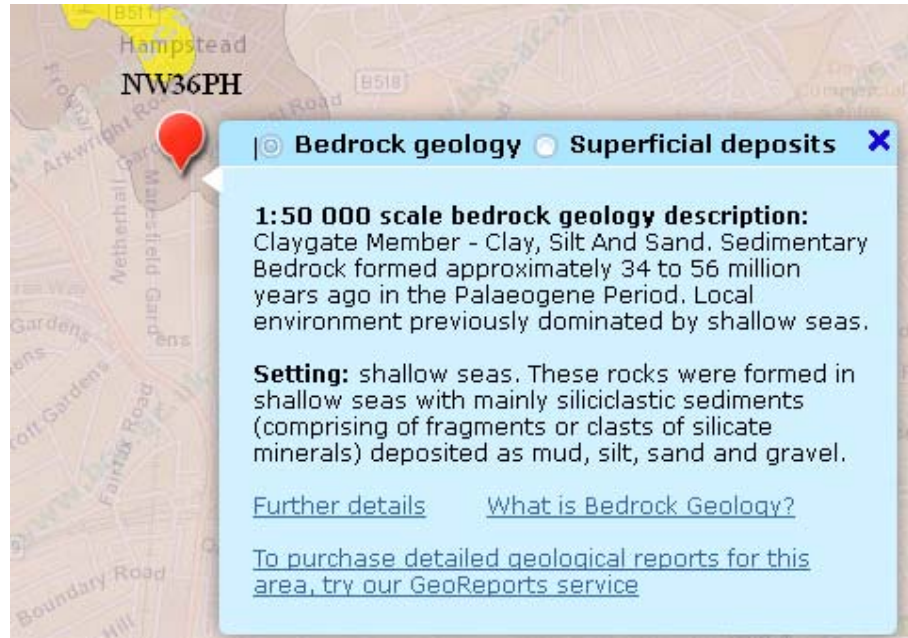 B511
Hampstead
NW36PH
B518
Road
Arkwright Road
Netherhall
Maresfield Gardens
Bedrock geology Superficial deposits
1:50 000 scale bedrock geology description:
Claygate Member - Clay, Silt And Sand. Sedimentary
Bedrock formed approximately 34 to 56 million
years ago in the Palaeogene Period. Local
environment previously dominated by shallow seas.
Setting: shallow seas. These rocks were formed in
shallow seas with mainly siliciclastic sediments
(comprising of fragments or clasts of silicate
minerals) deposited as mud, silt, sand and gravel.
Further details What is Bedrock Geology?
To purchase detailed geological reports for this
area, try our GeoReports service
Gardens
Fairfax Road
Boundary Road
Hill